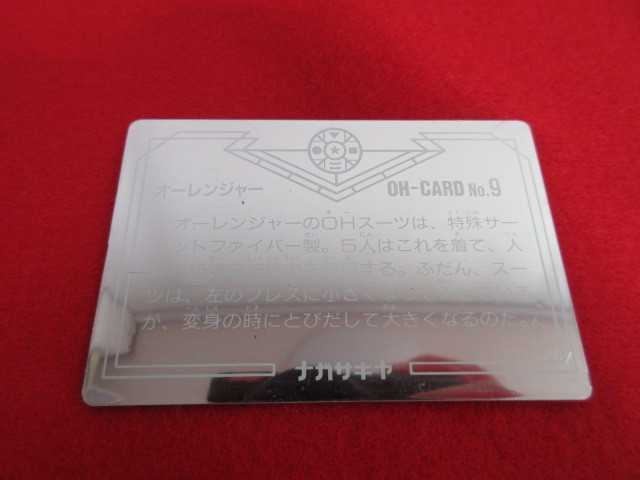 オーレンジャー
OH-CARD No.9
オーレンジャーのOHスーツは、特殊サー
ットファイバー製。5人はこれを着て、人
する。ふだん、スー
ツは、左のブレスに小さく
が、変身の時にとびだして大きくなるのだ。
ナガサキヤ